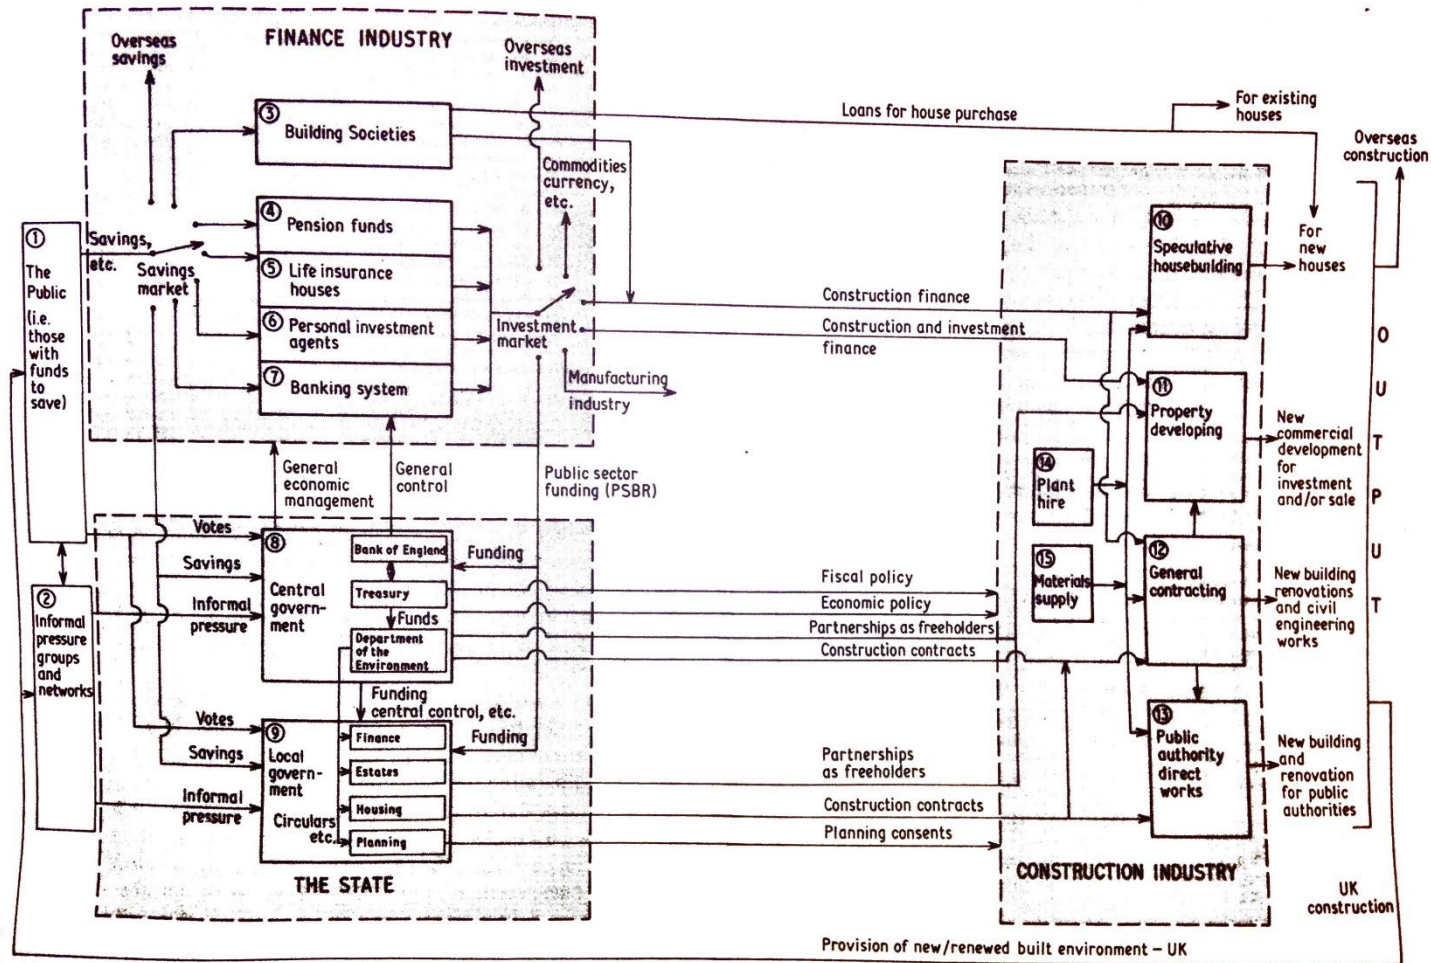 FINANCE INDUSTRY
Overseas
savings
Overseas
investment
③
Building Societies
Loans for house purchase
For existing
houses
Overseas
construction
Commodities
currency,
etc.
①
The
Public
(i.e.
those
with
funds
to
save)
Savings,
etc.
Savings
market
④
Pension funds
⑤
Life insurance
houses
⑥
Personal investment
agents
⑦
Banking system
Investment
market
Manufacturing
industry
Construction finance
Construction and investment
finance
⑩
Speculative
housebuilding
For
new
houses
⑪
Property
developing
New
commercial
development
for
investment
and/or sale
OUTPUT
⑭
Plant
hire
⑮
Materials
supply
⑫
General
contracting
New building
renovations
and civil
engineering
works
⑬
Public
authority
direct
works
New building
and
renovation
for public
authorities
CONSTRUCTION INDUSTRY
UK
construction
General
economic
management
General
control
Public sector
funding (PSBR)
Votes
Savings
Informal
pressure
②
Informal
pressure
groups
and
networks
⑧
Central
govern-
ment
Bank of England
Treasury
Funds
Department
of the
Environment
Funding
Fiscal policy
Economic policy
Partnerships as freeholders
Construction contracts
Funding
central control, etc.
Votes
Savings
Informal
pressure
⑨
Local
govern-
ment
Circulars
etc.
Finance
Estates
Housing
Planning
Funding
Partnerships
as freeholders
Construction contracts
Planning consents
THE STATE
Provision of new/renewed built environment – UK